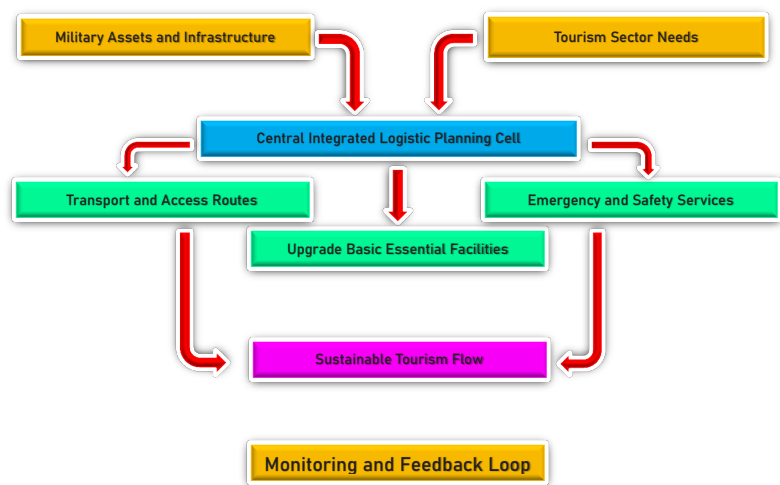 Military Assets and Infrastructure
Tourism Sector Needs
Central Integrated Logistic Planning Cell
Transport and Access Routes
Emergency and Safety Services
Upgrade Basic Essential Facilities
Sustainable Tourism Flow
Monitoring and Feedback Loop